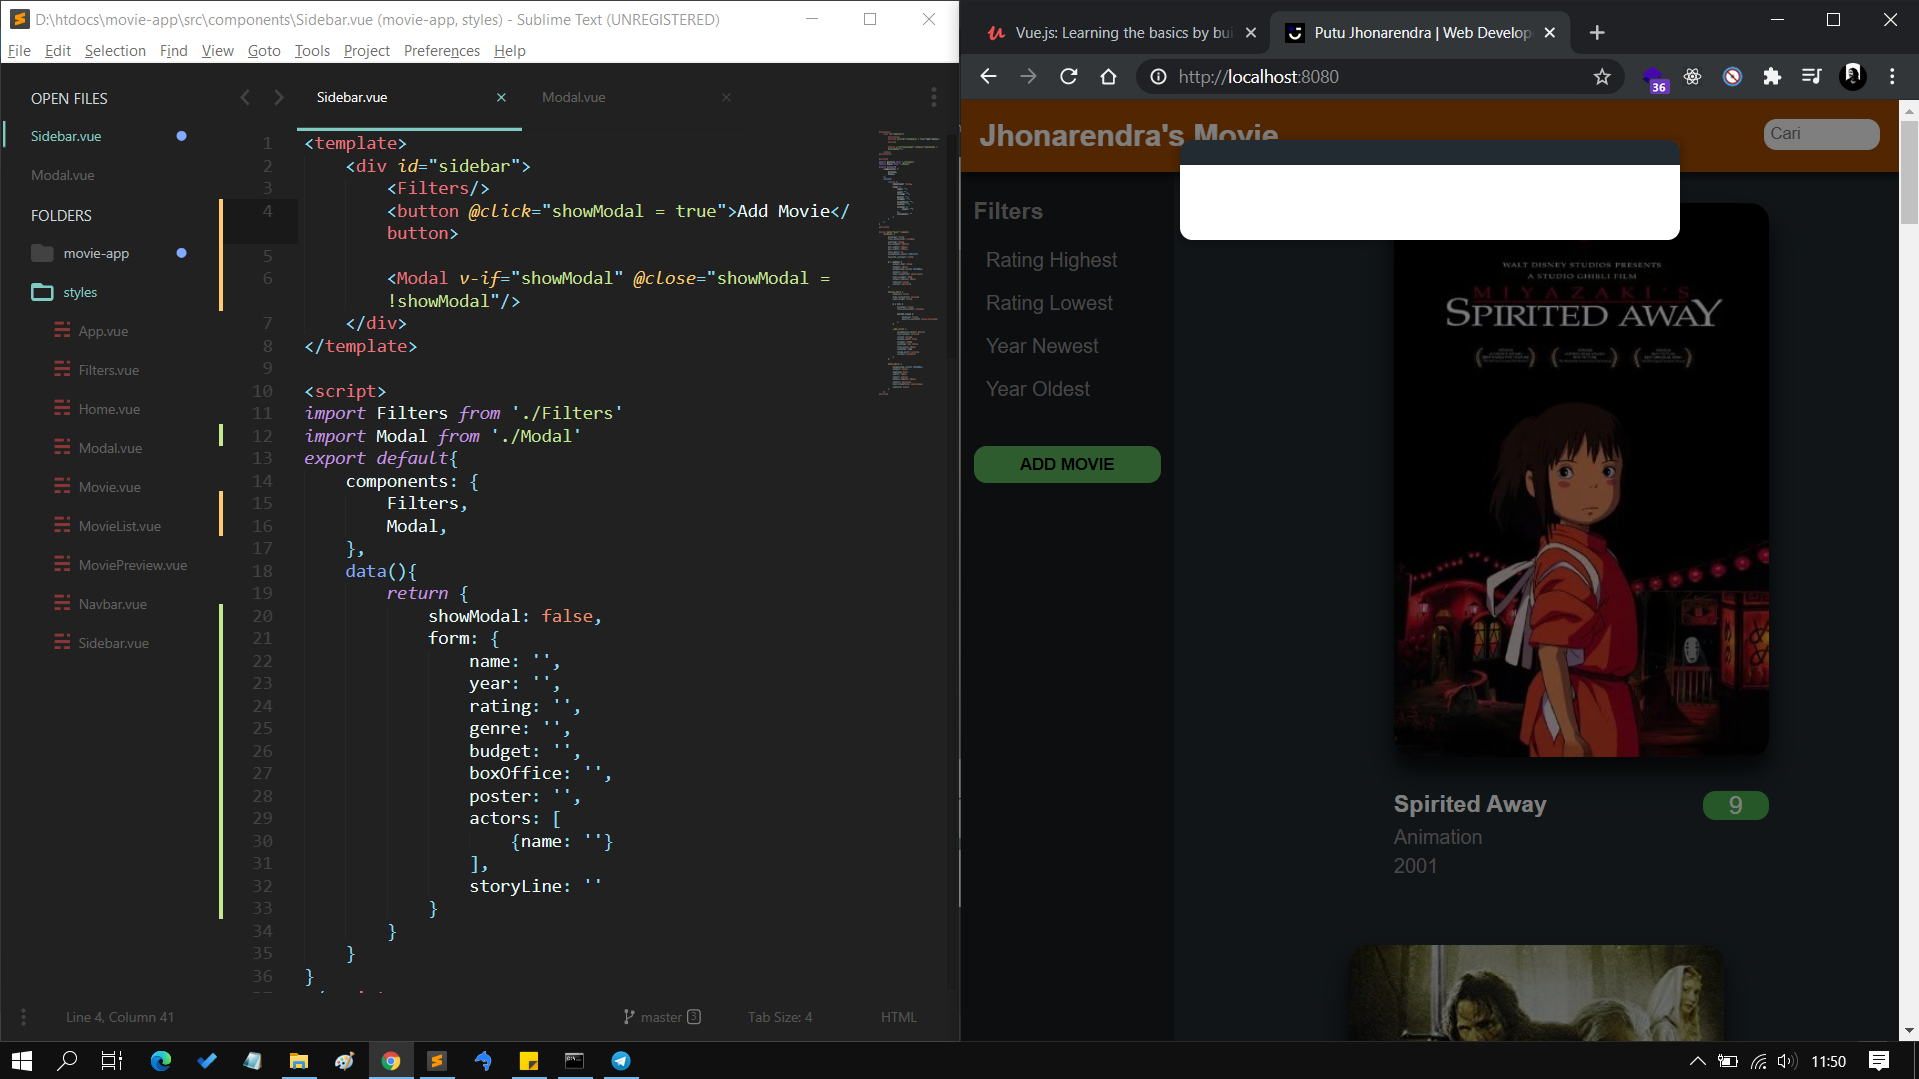 D:\htdocs\movie-app\src\components\Sidebar.vue (movie-app, styles) - Sublime Text (UNREGISTERED)
File Edit Selection Find View Goto Tools Project Preferences Help
OPEN FILES
Sidebar.vue
Modal.vue
FOLDERS
movie-app
styles
App.vue
Filters.vue
Home.vue
Modal.vue
Movie.vue
MovieList.vue
MoviePreview.vue
Navbar.vue
Sidebar.vue
Sidebar.vue
Modal.vue
1 <template>
2 <div id="sidebar">
3 <Filters/>
4 <button @click="showModal = true">Add Movie</
button>
5
6 <Modal v-if="showModal" @close="showModal =
!showModal"/>
7 </div>
8 </template>
9
10 <script>
11 import Filters from './Filters'
12 import Modal from './Modal'
13 export default{
14 components: {
15 Filters,
16 Modal,
17 },
18 data(){
19 return {
20 showModal: false,
21 form: {
22 name: '',
23 year: '',
24 rating: '',
25 genre: '',
26 budget: '',
27 boxOffice: '',
28 poster: '',
29 actors: [
30 {name: ''}
31 ],
32 storyLine: ''
33 }
34 }
35 }
36 }
Line 4, Column 41
master 3
Tab Size: 4
HTML
Vue.js: Learning the basics by bui
Putu Jhonarendra | Web Develop
http://localhost:8080
36
Jhonarendra's Movie
Cari
Filters
Rating Highest
Rating Lowest
Year Newest
Year Oldest
ADD MOVIE
WALT DISNEY STUDIOS PRESENTS
A STUDIO GHIBLI FILM
MIYAZAKI'S
SPIRITED AWAY
Spirited Away
9
Animation
2001
11:50